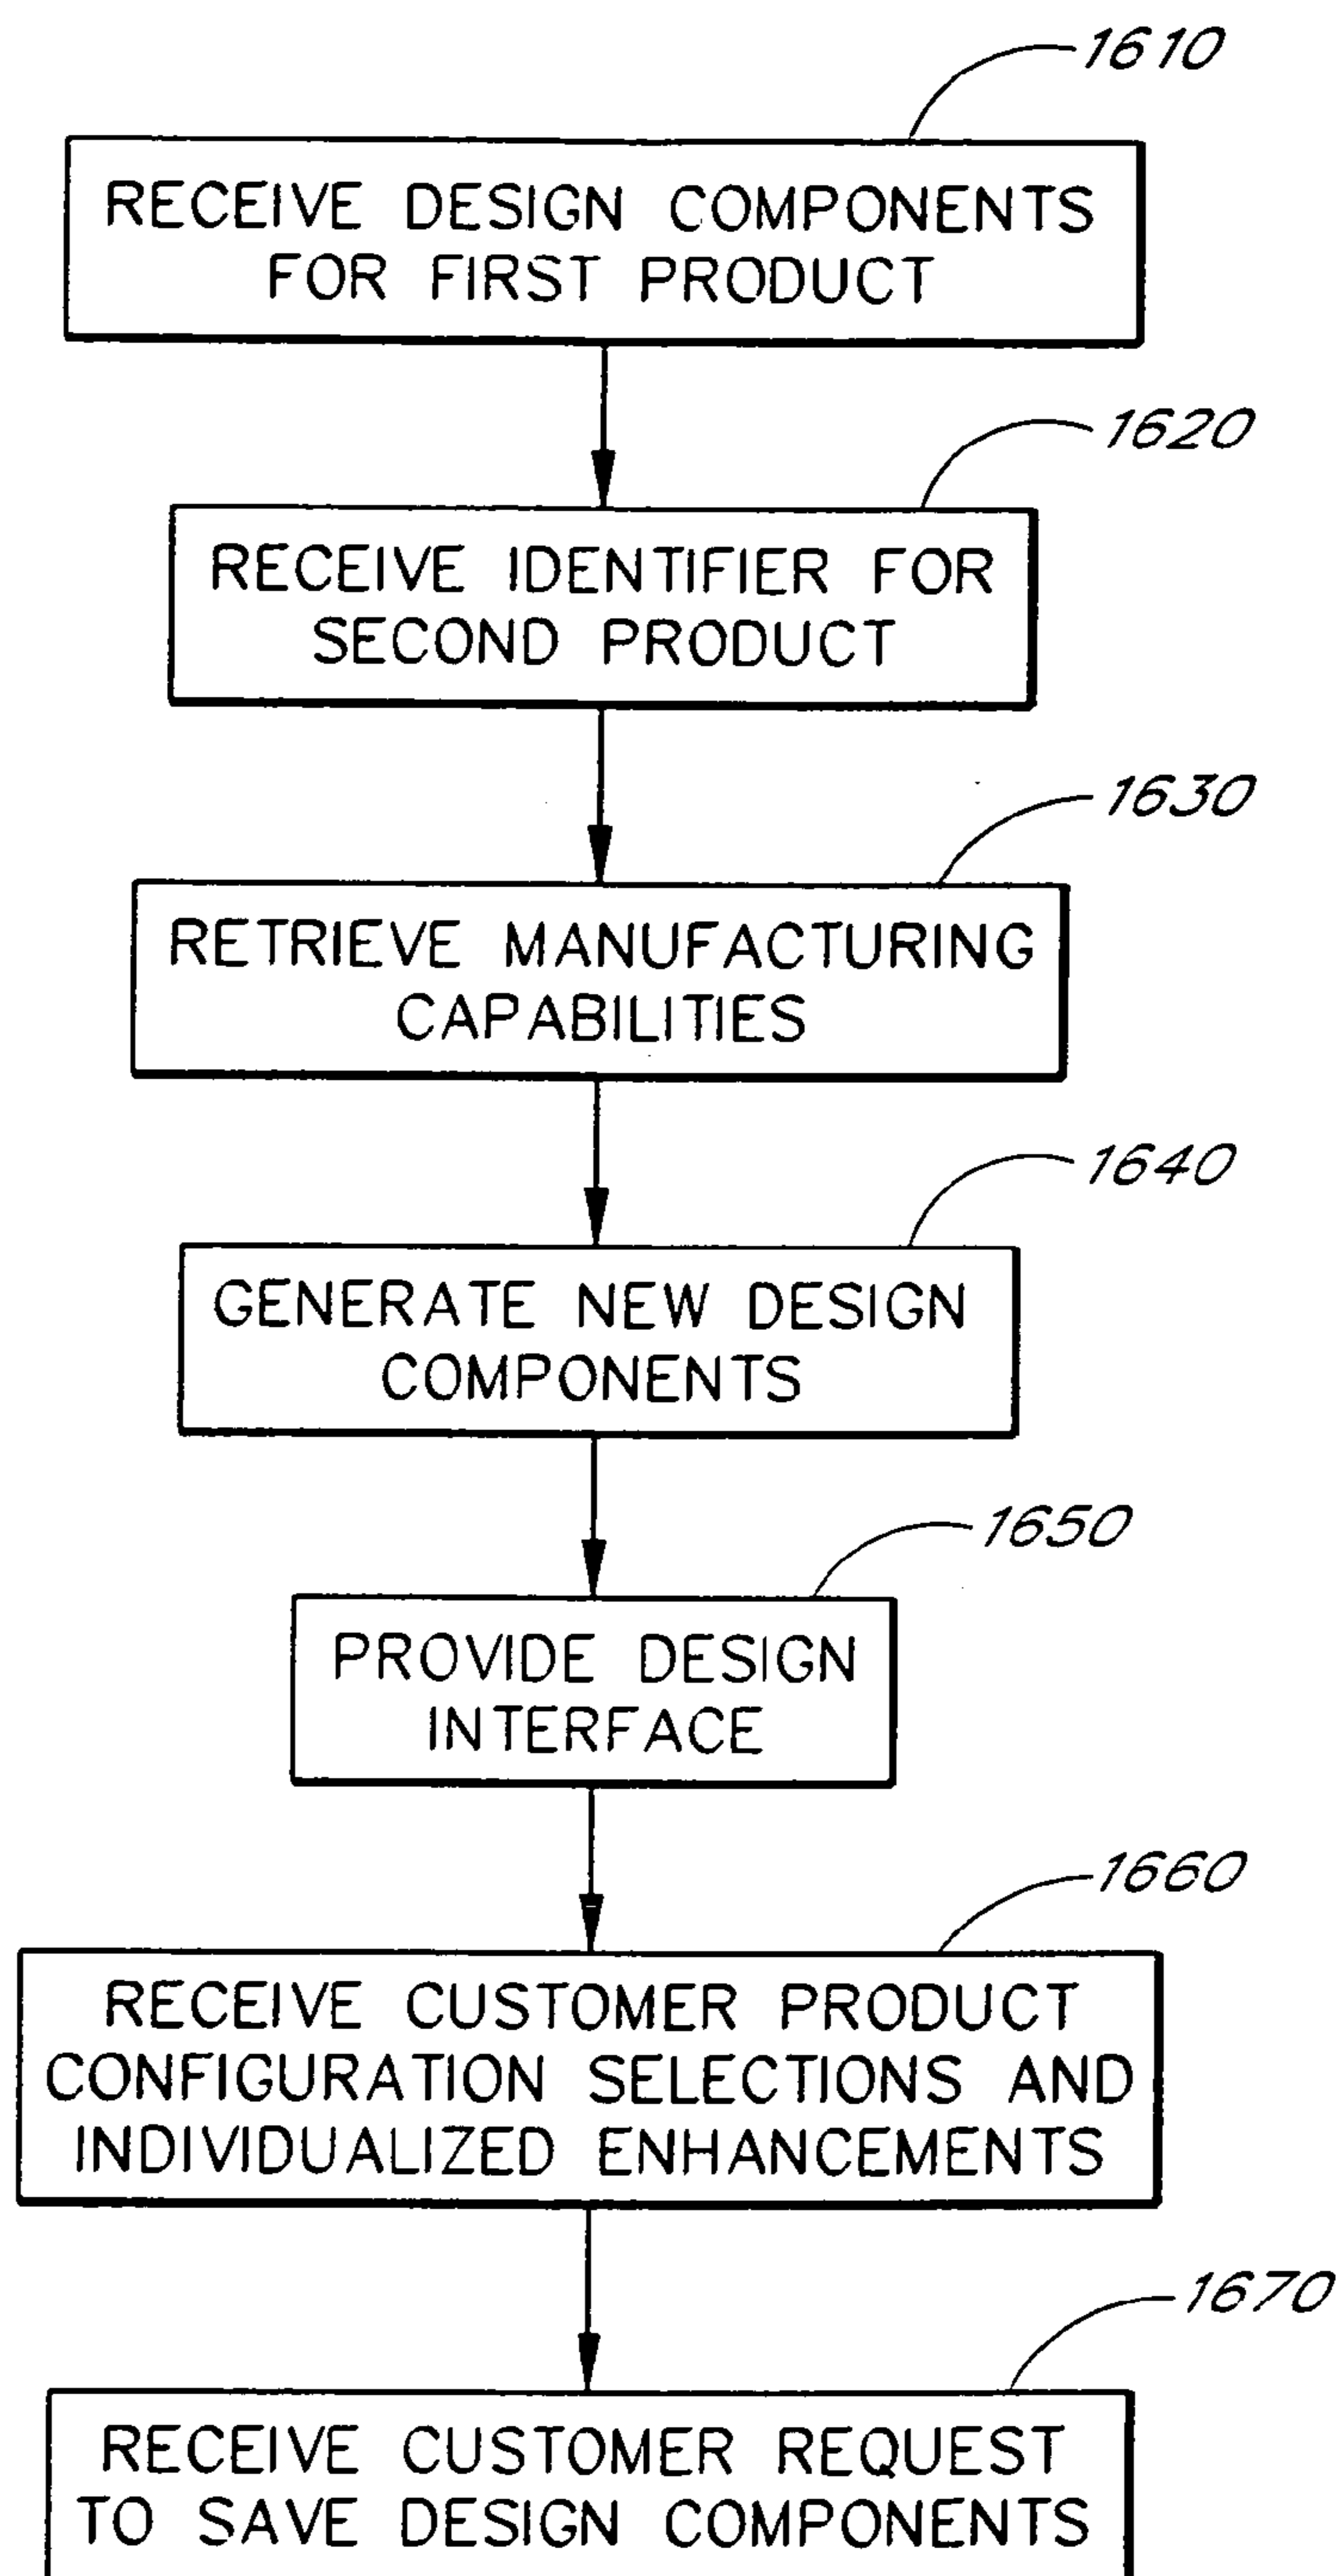 1610
RECEIVE DESIGN COMPONENTS
FOR FIRST PRODUCT
1620
RECEIVE IDENTIFIER FOR
SECOND PRODUCT
1630
RETRIEVE MANUFACTURING
CAPABILITIES
1640
GENERATE NEW DESIGN
COMPONENTS
1650
PROVIDE DESIGN
INTERFACE
1660
RECEIVE CUSTOMER PRODUCT
CONFIGURATION SELECTIONS AND
INDIVIDUALIZED ENHANCEMENTS
1670
RECEIVE CUSTOMER REQUEST
TO SAVE DESIGN COMPONENTS